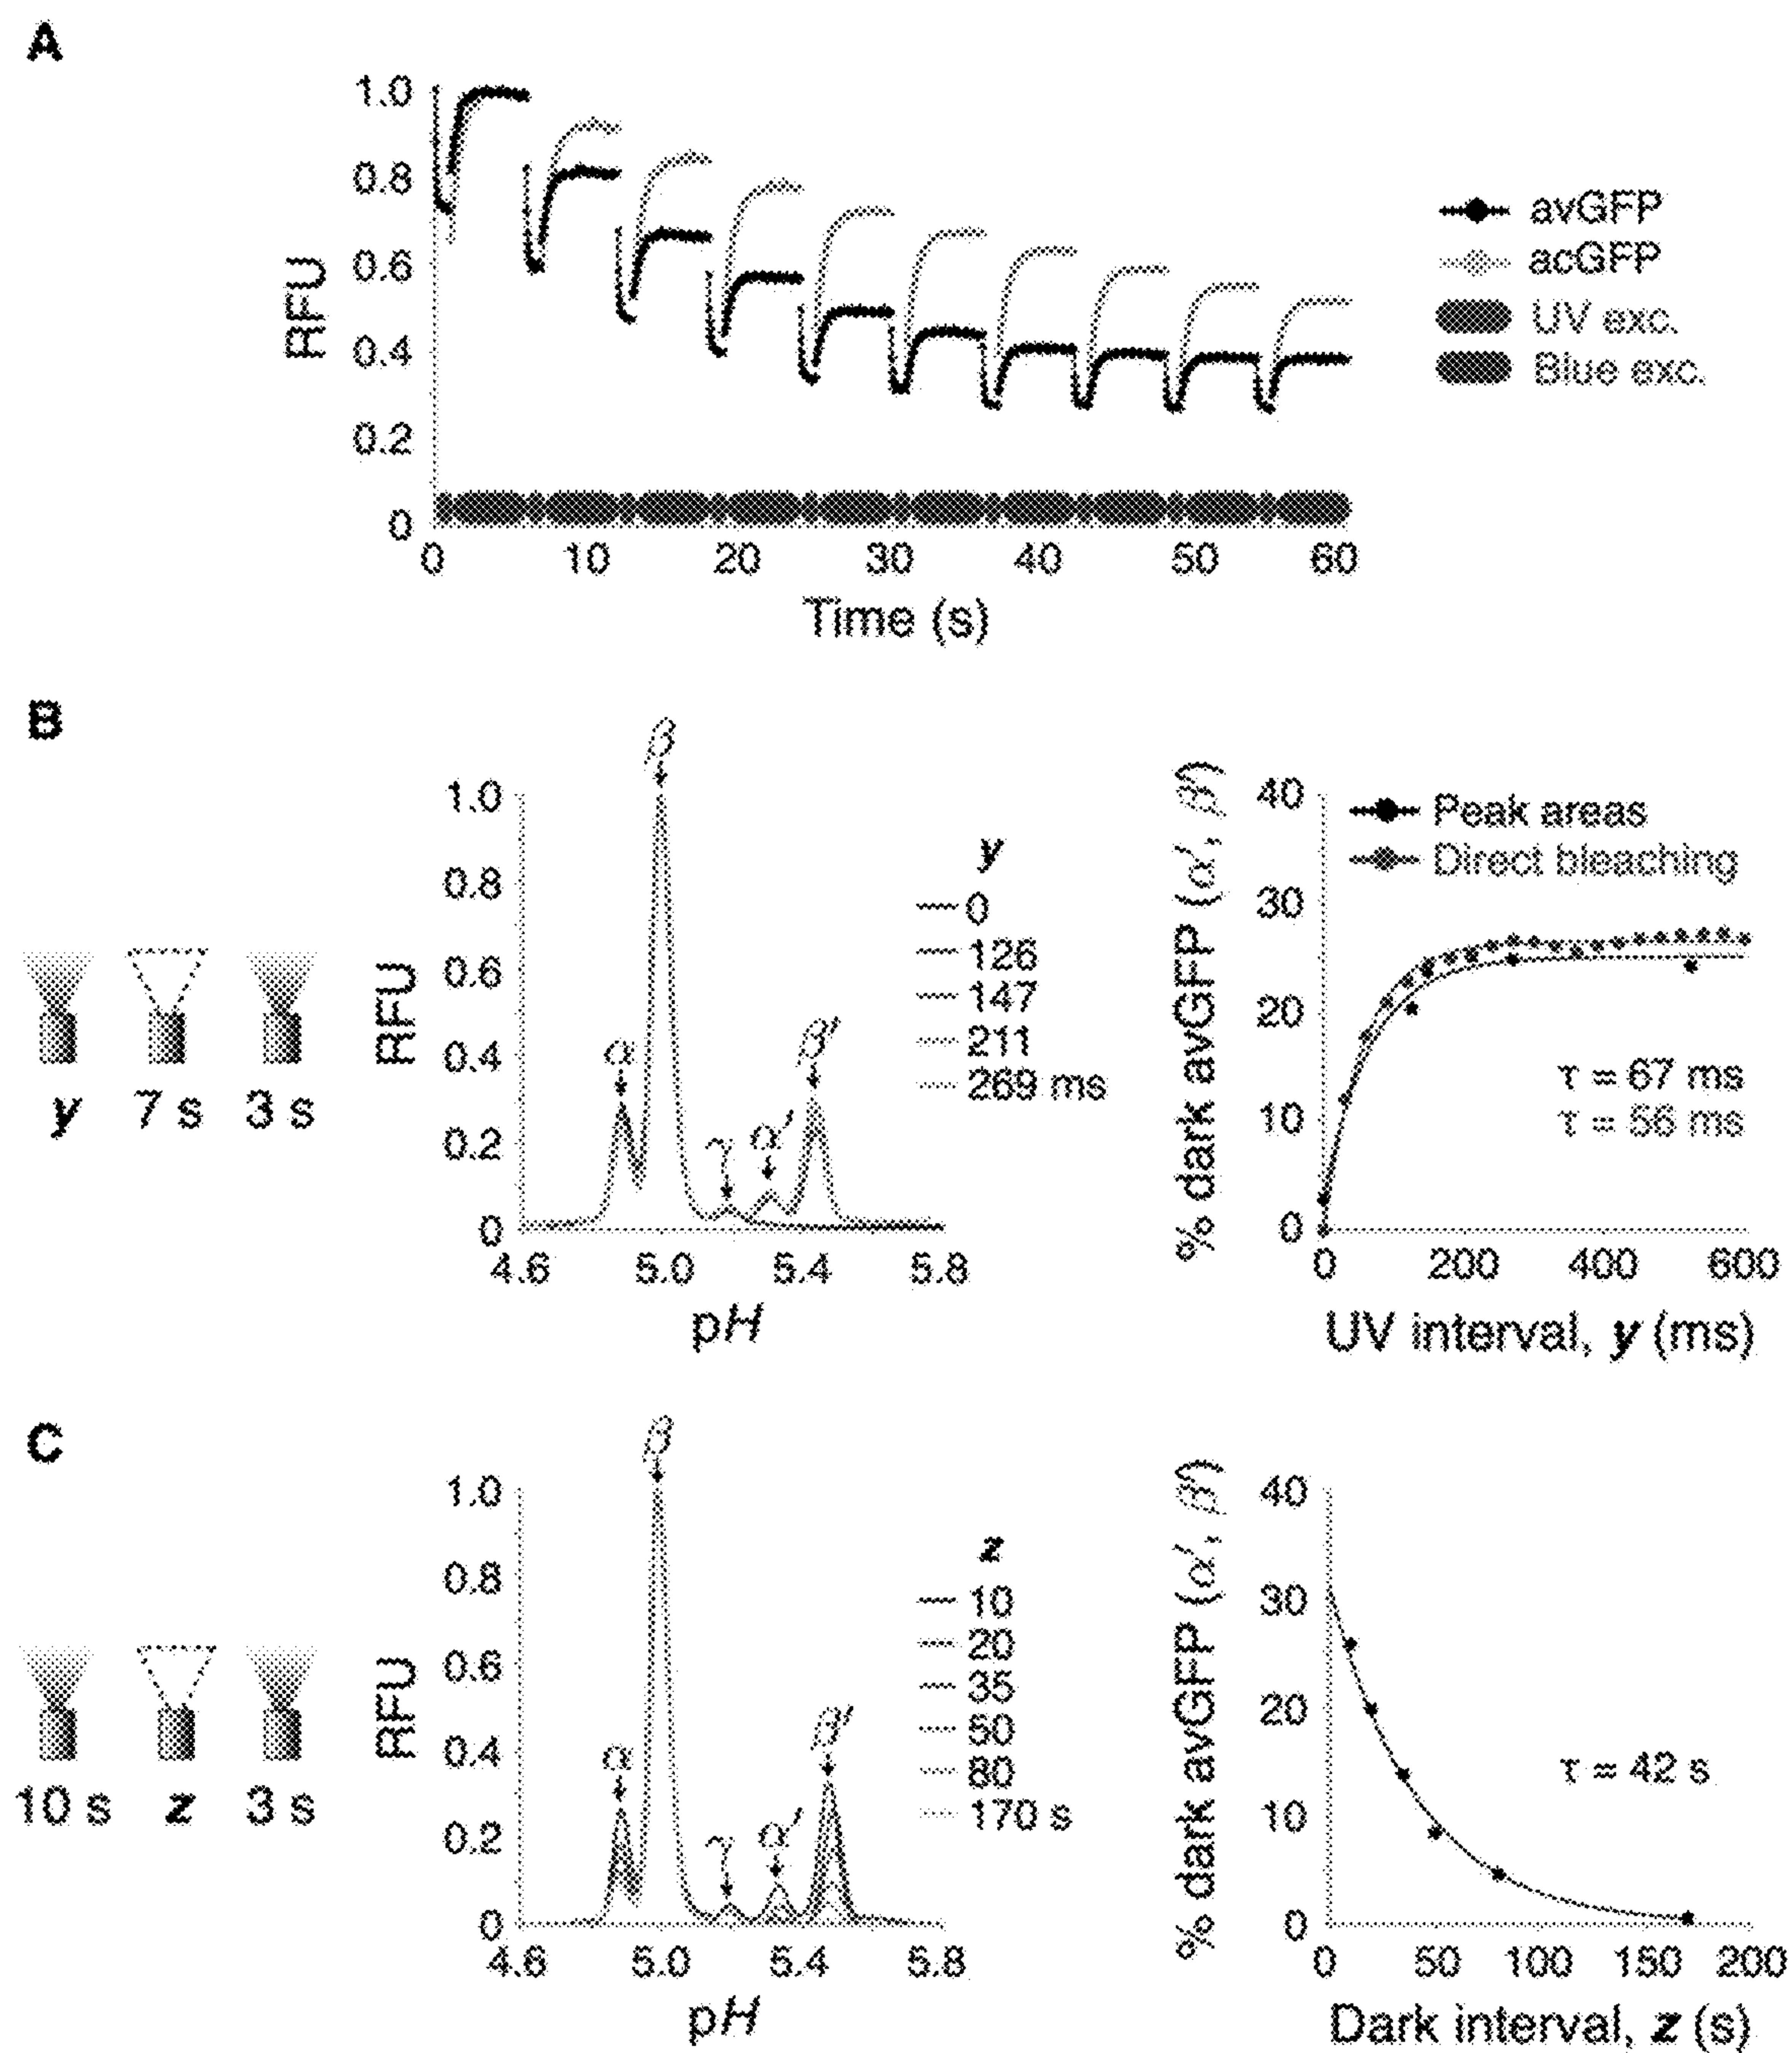 A
1.0
0.8
0.6
0.4
0.2
0
RFU
0 10 20 30 40 50 60
Time (s)
avGFP
acGFP
UV exc.
Blue exc.
B
y 7 s 3 s
RFU
1.0
0.8
0.6
0.4
0.2
0
α
β
γ
α′
β′
4.6 5.0 5.4 5.8
pH
y
0
126
147
211
269 ms
% dark avGFP (α′, β′)
40
30
20
10
0
Peak areas
Direct bleaching
τ = 67 ms
τ = 56 ms
0 200 400 600
UV interval, y (ms)
C
10 s z 3 s
RFU
1.0
0.8
0.6
0.4
0.2
0
α
β
γ
α′
β′
4.6 5.0 5.4 5.8
pH
z
10
20
35
50
80
170 s
% dark avGFP (α′, β′)
40
30
20
10
0
τ = 42 s
0 50 100 150 200
Dark interval, z (s)